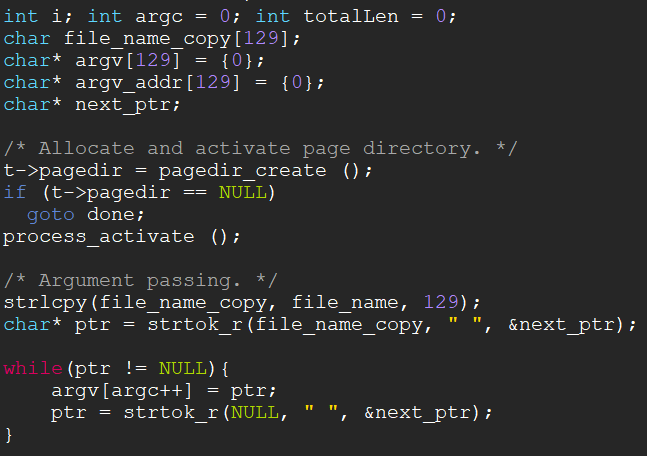 int i; int argc = 0; int totalLen = 0;
char file_name_copy[129];
char* argv[129] = {0};
char* argv_addr[129] = {0};
char* next_ptr;
/* Allocate and activate page directory. */
t->pagedir = pagedir_create ();
if (t->pagedir == NULL)
  goto done;
process_activate ();
/* Argument passing. */
strlcpy(file_name_copy, file_name, 129);
char* ptr = strtok_r(file_name_copy, " ", &next_ptr);
while(ptr != NULL){
    argv[argc++] = ptr;
    ptr = strtok_r(NULL, " ", &next_ptr);
}